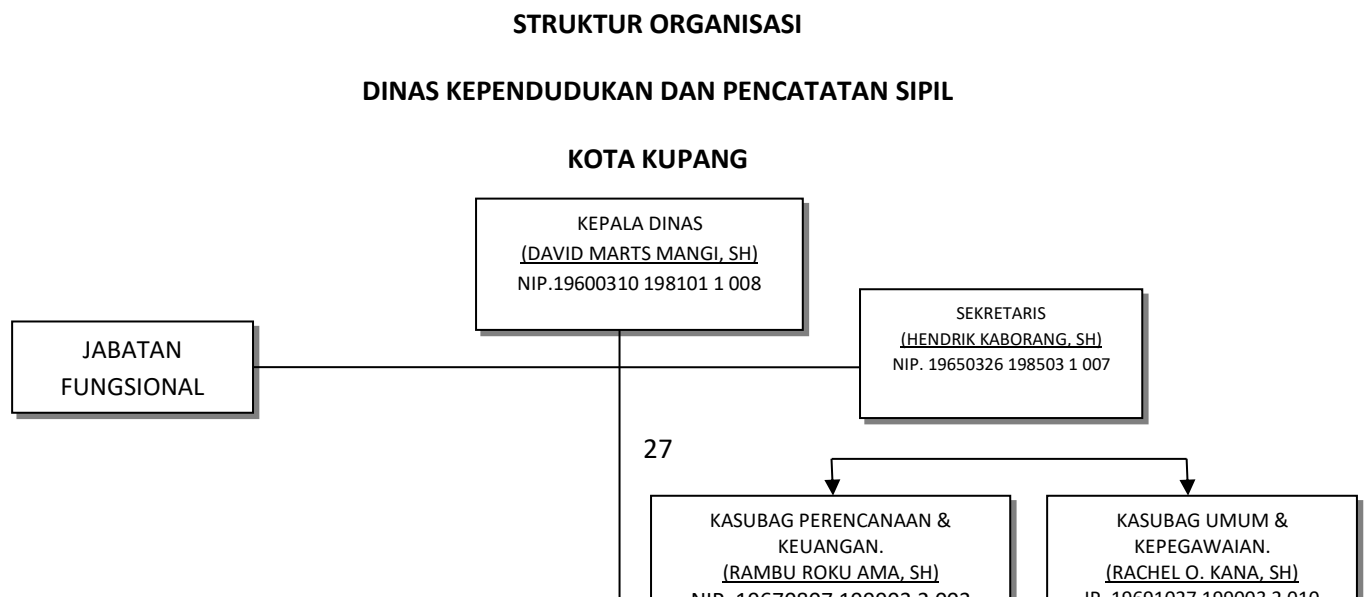 STRUKTUR ORGANISASI
DINAS KEPENDUDUKAN DAN PENCATATAN SIPIL
KOTA KUPANG
KEPALA DINAS
(DAVID MARTS MANGI, SH)
NIP.19600310 198101 1 008
SEKRETARIS
(HENDRIK KABORANG, SH)
NIP. 19650326 198503 1 007
JABATAN
FUNGSIONAL
27
KASUBAG PERENCANAAN &
KEUANGAN.
(RAMBU ROKU AMA, SH)
KASUBAG UMUM &
KEPEGAWAIAN.
(RACHEL O. KANA, SH)